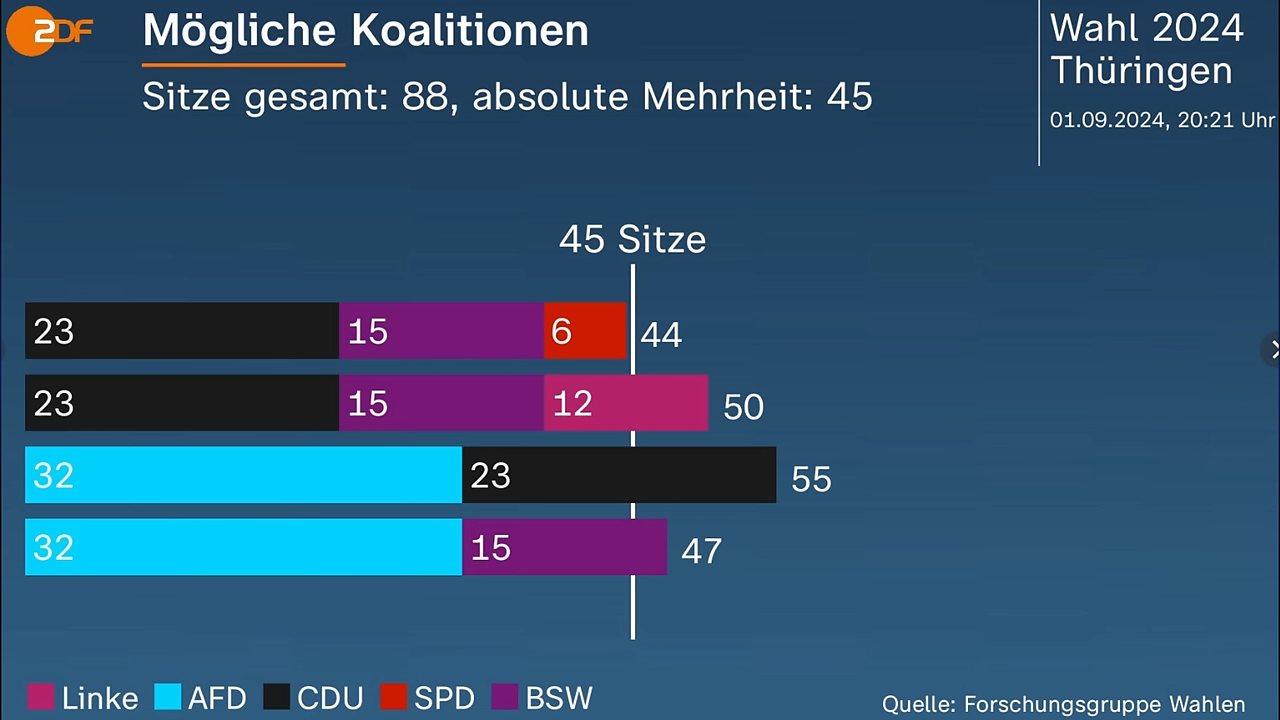 ZDF
Mögliche Koalitionen
Sitze gesamt: 88, absolute Mehrheit: 45
Wahl 2024
Thüringen
01.09.2024, 20:21 Uhr
45 Sitze
23 15 6 44
23 15 12 50
32 23 55
32 15 47
Linke AFD CDU SPD BSW
Quelle: Forschungsgruppe Wahlen